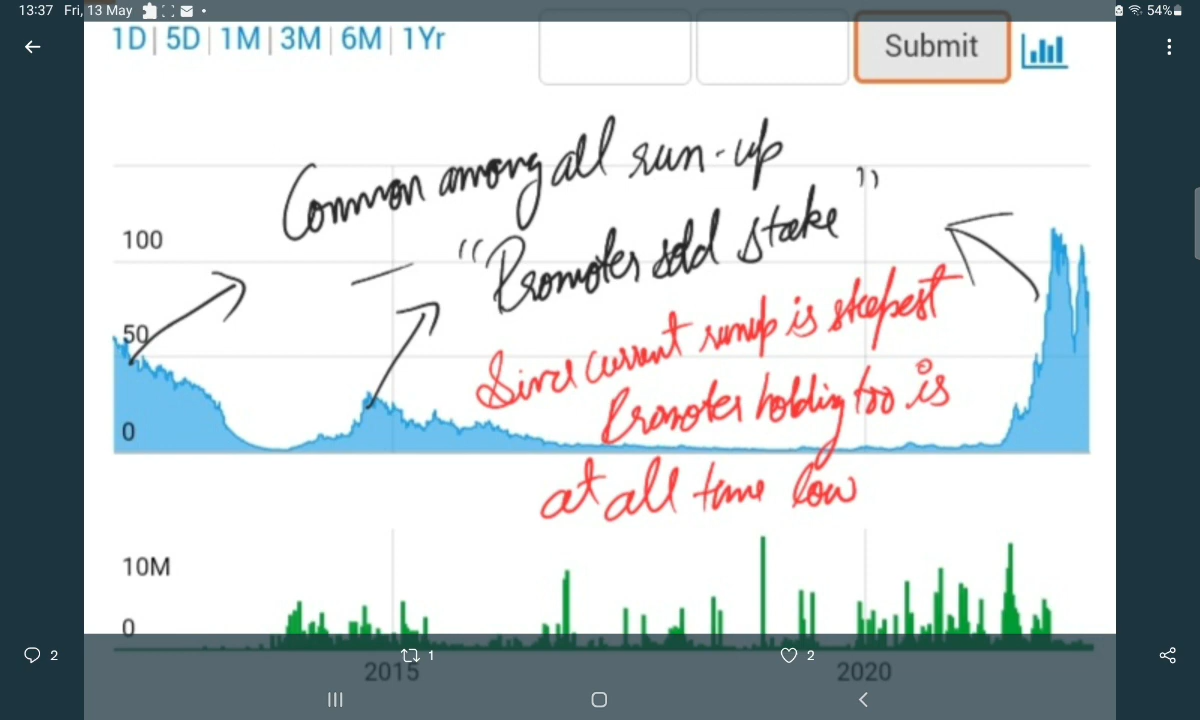 13:37 Fri, 13 May
54%
1D | 5D | 1M | 3M | 6M | 1Yr
Submit
Common among all run-up
— "Promoter sold stake"
Since current runup is steepest
Promoter holding too is
at all time low
100
50
0
10M
0
2015
2020
2
1
2